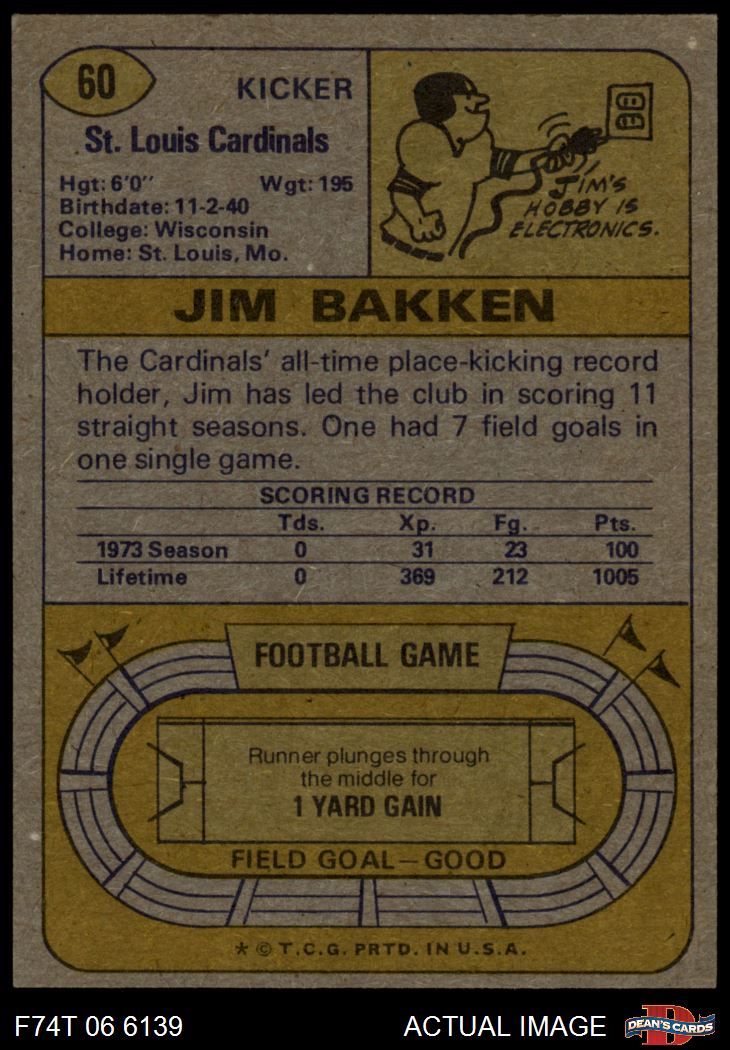 60
KICKER
St. Louis Cardinals
Hgt: 6'0"
Wgt: 195
Birthdate: 11-2-40
College: Wisconsin
Home: St. Louis, Mo.
JIM'S
HOBBY IS
ELECTRONICS.
JIM BAKKEN
The Cardinals' all-time place-kicking record
holder, Jim has led the club in scoring 11
straight seasons. One had 7 field goals in
one single game.
SCORING RECORD
Tds. Xp. Fg. Pts.
1973 Season 0 31 23 100
Lifetime 0 369 212 1005
FOOTBALL GAME
Runner plunges through
the middle for
1 YARD GAIN
FIELD GOAL—GOOD
* © T.C.G. PRTD. IN U.S.A.
F74T 06 6139
ACTUAL IMAGE
D
DEAN'S CARDS